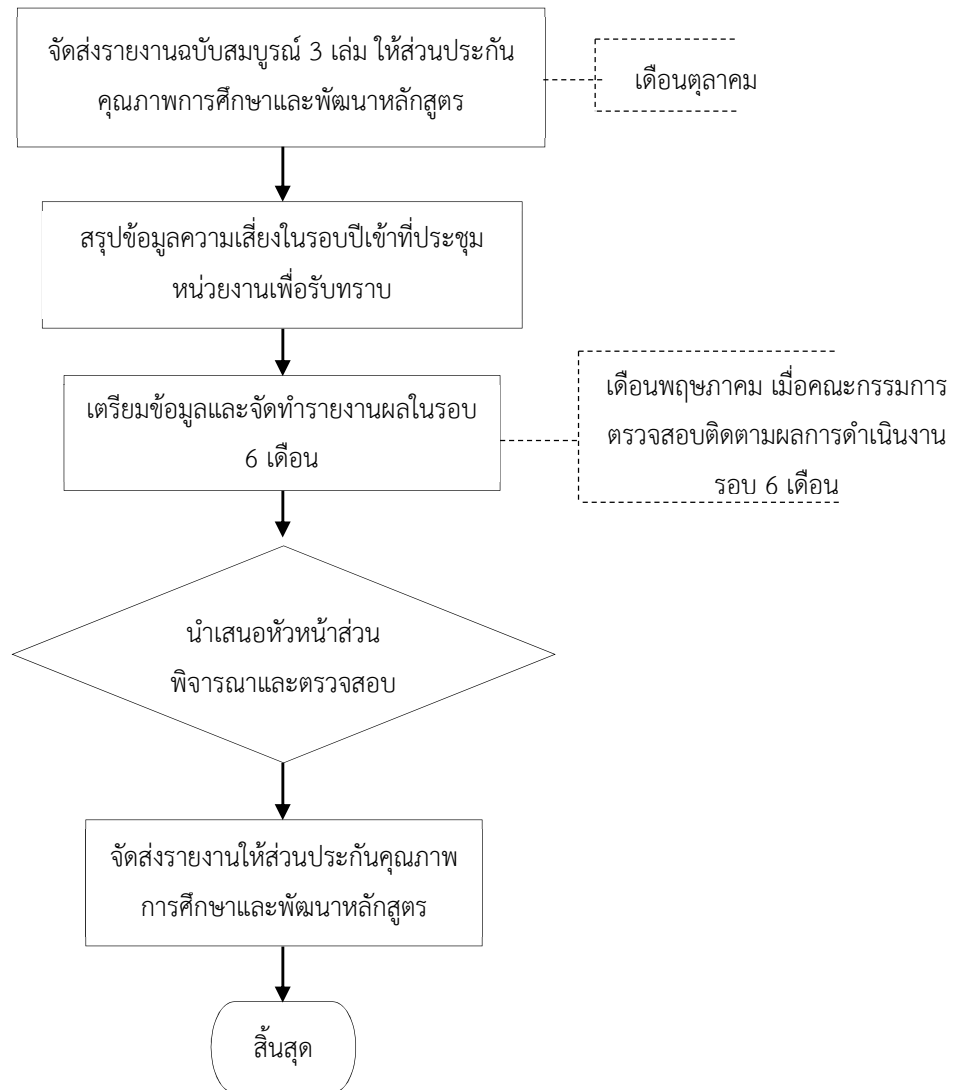 จัดส่งรายงานฉบับสมบูรณ์ 3 เล่ม ให้ส่วนประกัน
คุณภาพการศึกษาและพัฒนาหลักสูตร
เดือนตุลาคม
สรุปข้อมูลความเสี่ยงในรอบปีเข้าที่ประชุม
หน่วยงานเพื่อรับทราบ
เตรียมข้อมูลและจัดทำรายงานผลในรอบ
6 เดือน
เดือนพฤษภาคม เมื่อคณะกรรมการ
ตรวจสอบติดตามผลการดำเนินงาน
รอบ 6 เดือน
นำเสนอหัวหน้าส่วน
พิจารณาและตรวจสอบ
จัดส่งรายงานให้ส่วนประกันคุณภาพ
การศึกษาและพัฒนาหลักสูตร
สิ้นสุด